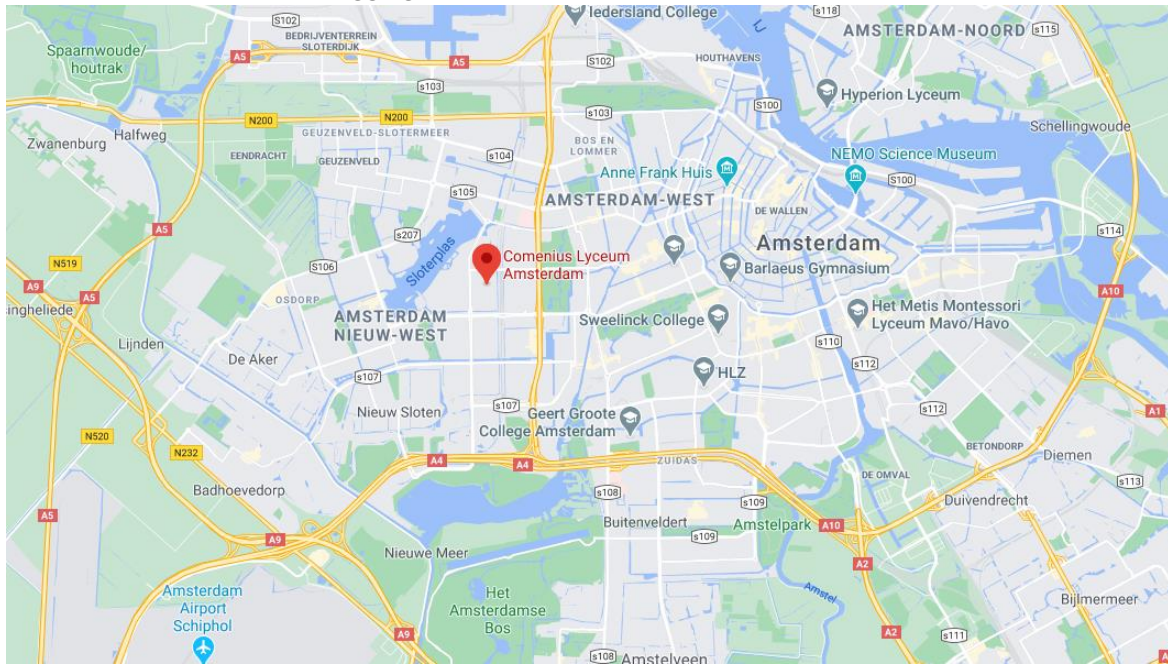 Iedersland College
S102
BEDRIJVENTERREIN
SLOTERDIJK
A5
A5
S102
s103
Spaarnwoude/
houtrak
s118
AMSTERDAM-NOORD
s115
HOUTHAVENS
IJ
Hyperion Lyceum
S100
N200
N200
s103
Halfweg
Zwanenburg
GEUZENVELD-SLOTERMEER
EENDRACHT
GEUZENVELD
s104
BOS EN
LOMMER
Schellingwoude
NEMO Science Museum
Anne Frank Huis
S100
s105
AMSTERDAM-WEST
DE WALLEN
A5
s207
s114
Sloterplas
Comenius Lyceum
Amsterdam
Amsterdam
Barlaeus Gymnasium
N519
S106
A9
A5
singheliede
OSDORP
A10
AMSTERDAM
NIEUW-WEST
Sweelinck College
Het Metis Montessori
Lyceum Mavo/Havo
Lijnden
De Aker
s110
s112
s107
HLZ
Nieuw Sloten
s107
Geert Groote
College Amsterdam
s112
A1
N520
N232
A4
A4
ZUIDAS
BETONDORP
Diemen
DE OMVAL
s113
Badhoevedorp
s108
s109
Duivendrecht
A5
Buitenveldert
Amstelpark
A10
A9
s109
Nieuwe Meer
A2
Amsterdam
Airport
Schiphol
Het
Amsterdamse
Bos
Amstel
Bijlmermeer
A9
A2
s111
s108
Amstelveen
A